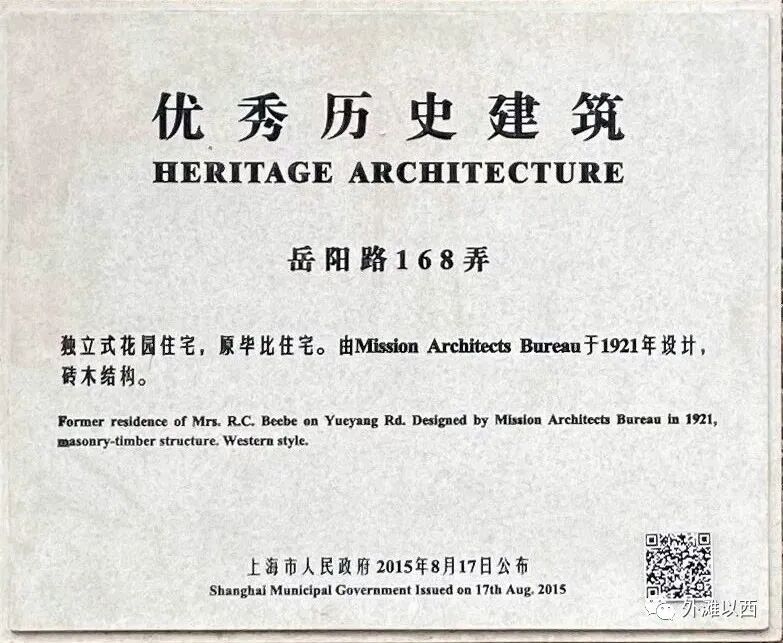 优秀历史建筑
HERITAGE ARCHITECTURE
岳阳路168弄
独立式花园住宅，原毕比住宅。由Mission Architects Bureau于1921年设计，
砖木结构。
Former residence of Mrs. R.C. Beebe on Yueyang Rd. Designed by Mission Architects Bureau in 1921,
masonry-timber structure. Western style.
上海市人民政府 2015年8月17日公布
Shanghai Municipal Government Issued on 17th Aug. 2015
外滩以西